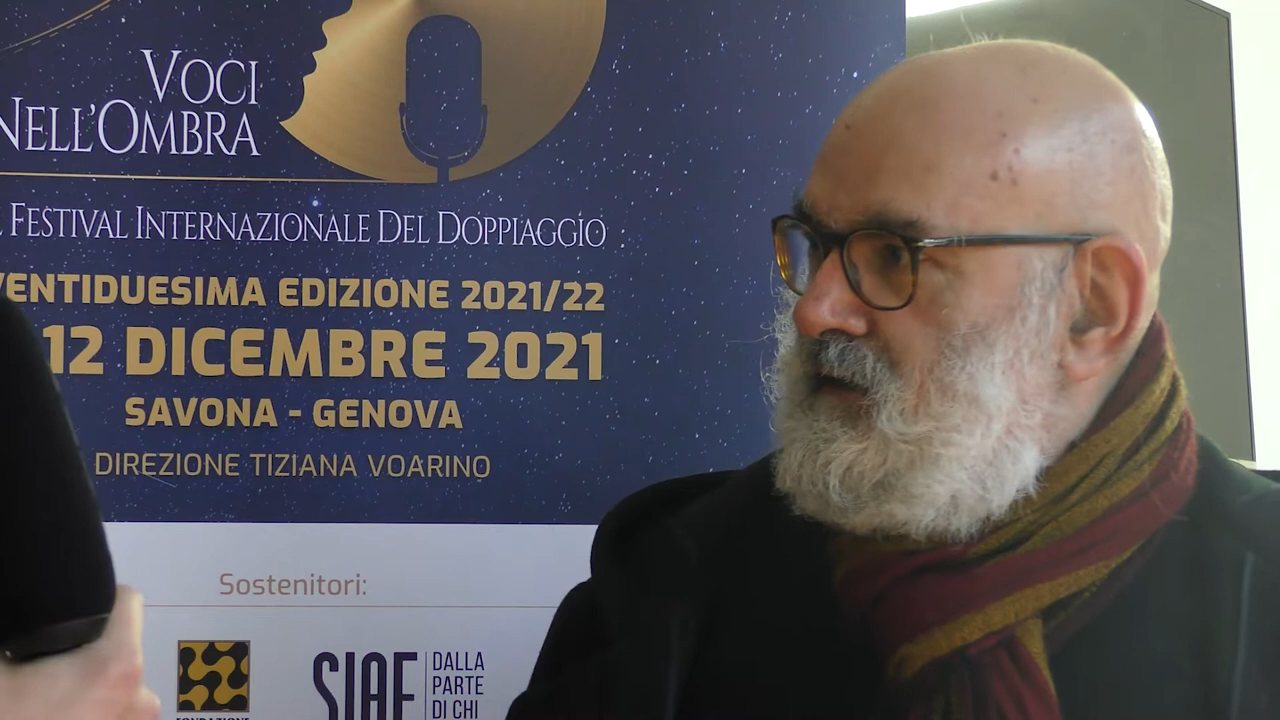 VOCI
NELL'OMBRA
FESTIVAL INTERNAZIONALE DEL DOPPIAGGIO
VENTIDUESIMA EDIZIONE 2021/22
12 DICEMBRE 2021
SAVONA - GENOVA
DIREZIONE TIZIANA VOARINO
Sostenitori:
SIAE
DALLA
PARTE
DI CHI
FONDAZIONE